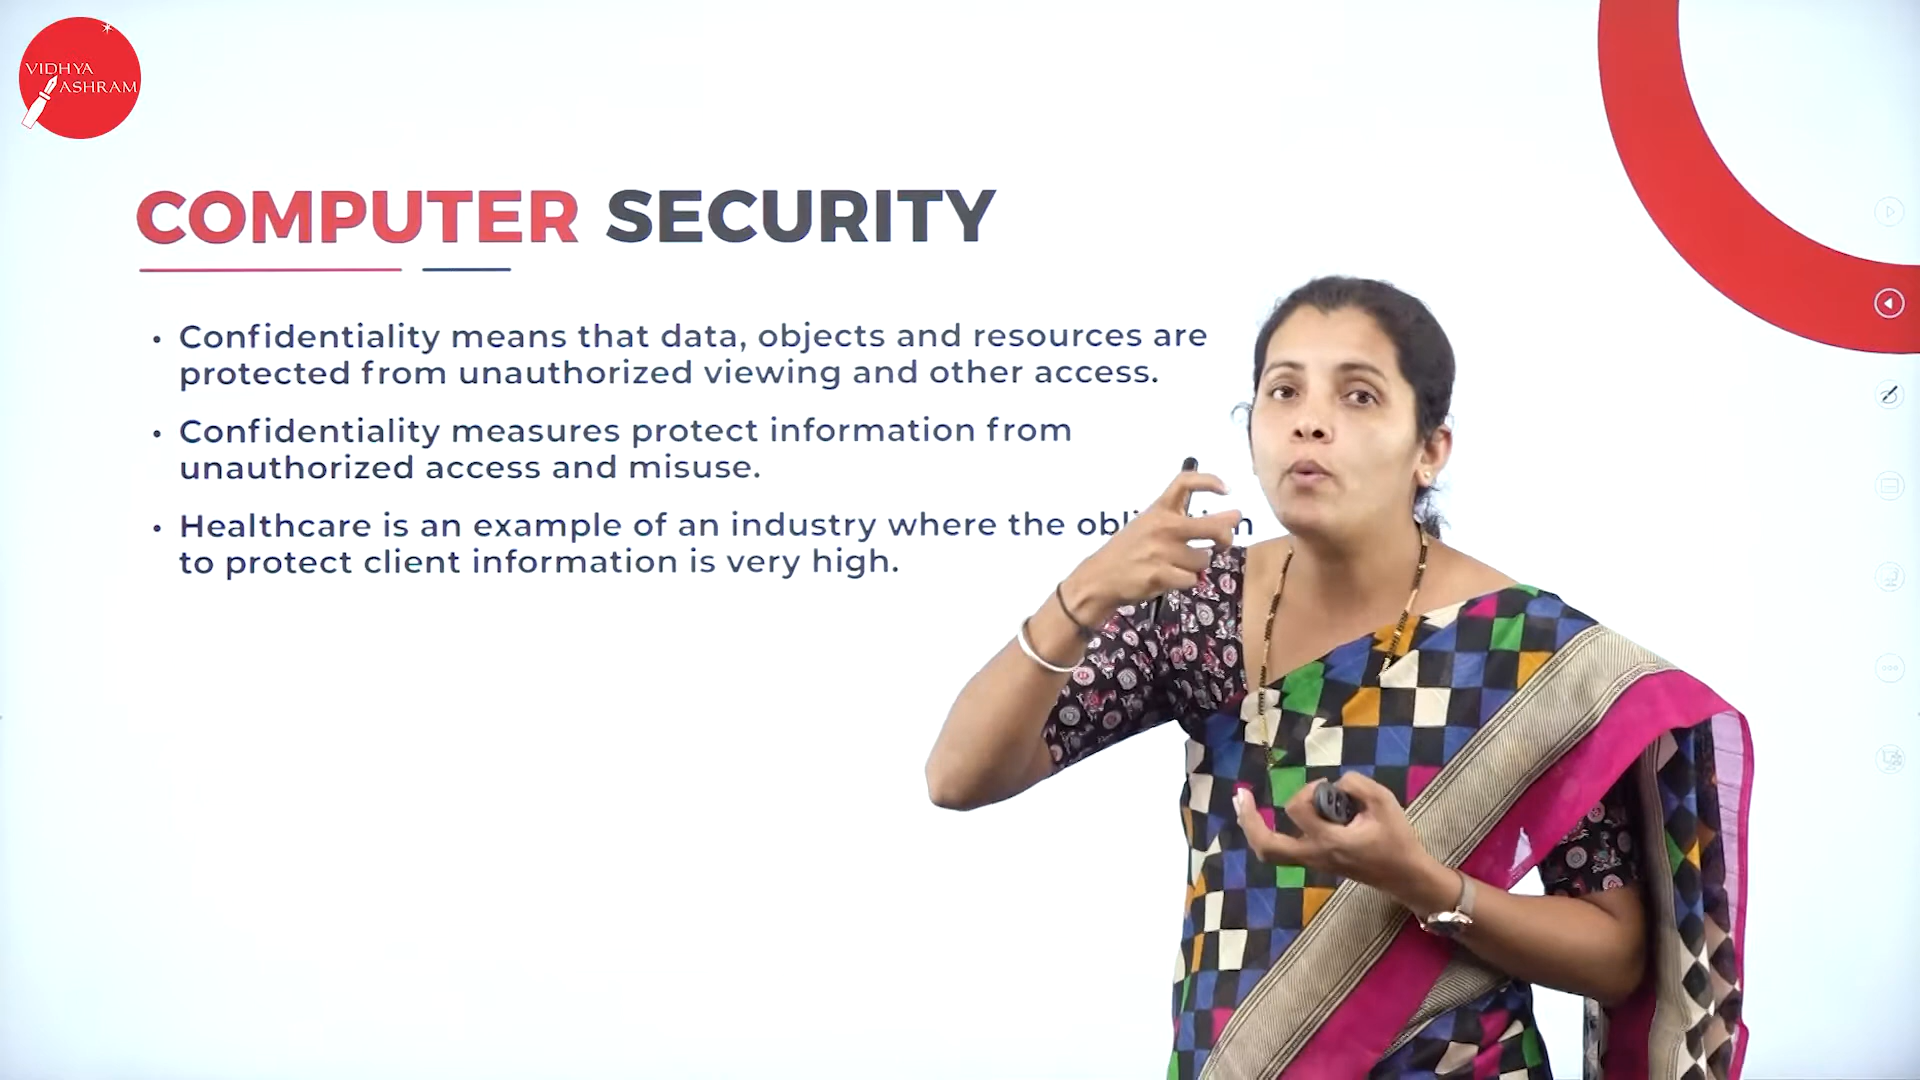 VIDHYA
ASHRAM
COMPUTER SECURITY
• Confidentiality means that data, objects and resources are
protected from unauthorized viewing and other access.
• Confidentiality measures protect information from
unauthorized access and misuse.
• Healthcare is an example of an industry where the
to protect client information is very high.